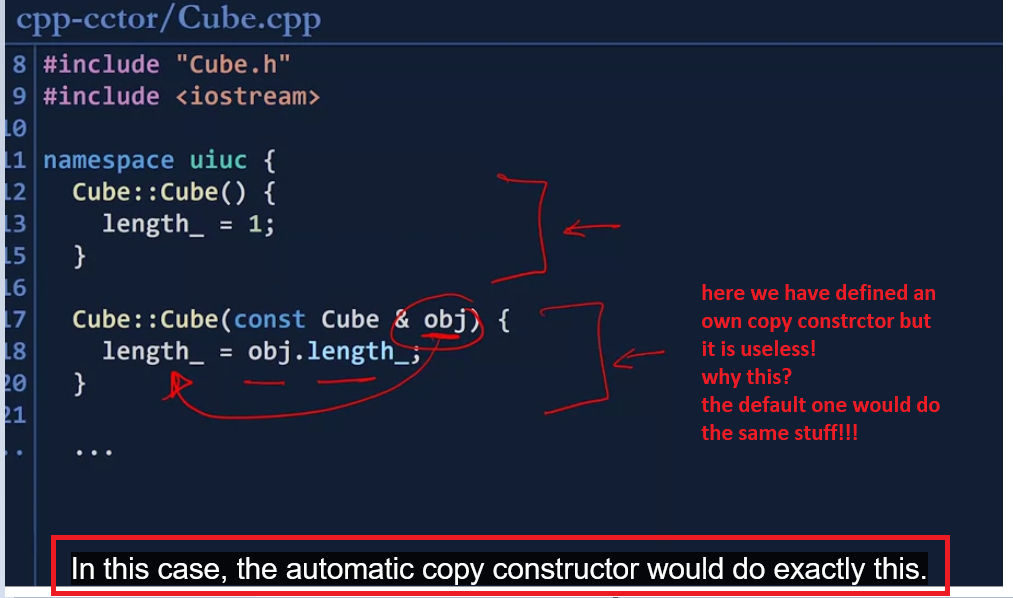 cpp-cctor/Cube.cpp
8 #include "Cube.h"
9 #include <iostream>
10
11 namespace uiuc {
12 Cube::Cube() {
13 length_ = 1;
15 }
16
17 Cube::Cube(const Cube & obj) {
18 length_ = obj.length_;
20 }
21
.. ...
here we have defined an
own copy constrctor but
it is useless!
why this?
the default one would do
the same stuff!!!
In this case, the automatic copy constructor would do exactly this.